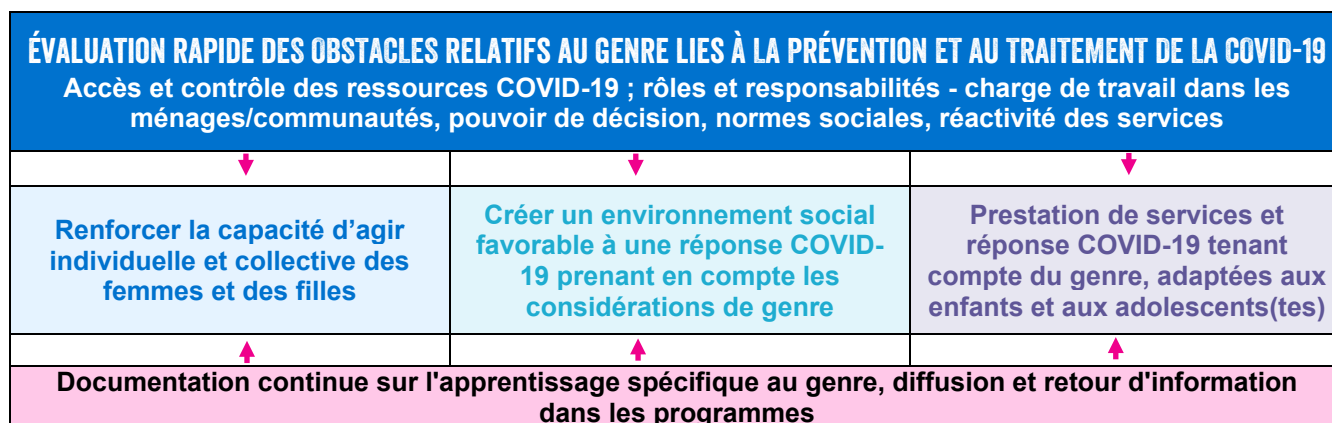 ÉVALUATION RAPIDE DES OBSTACLES RELATIFS AU GENRE LIES À LA PRÉVENTION ET AU TRAITEMENT DE LA COVID-19
Accès et contrôle des ressources COVID-19 ; rôles et responsabilités - charge de travail dans les
ménages/communautés, pouvoir de décision, normes sociales, réactivité des services
Renforcer la capacité d’agir
individuelle et collective des
femmes et des filles
Créer un environnement social
favorable à une réponse COVID-
19 prenant en compte les
considérations de genre
Prestation de services et
réponse COVID-19 tenant
compte du genre, adaptées aux
enfants et aux adolescents(tes)
Documentation continue sur l'apprentissage spécifique au genre, diffusion et retour d'information
dans les programmes